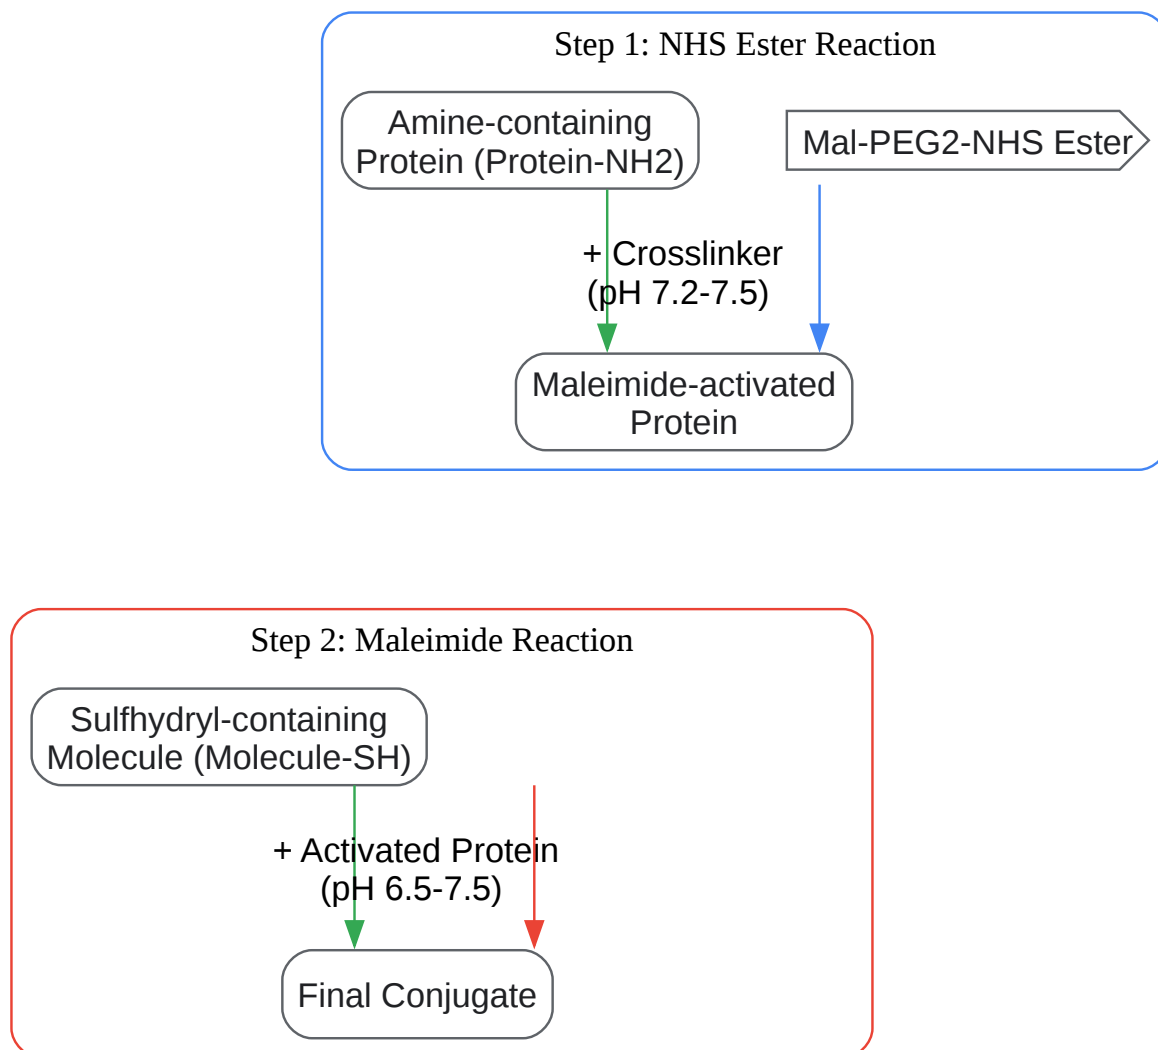 Step 1: NHS Ester Reaction
Amine-containing
Protein (Protein-NH2)
Mal-PEG2-NHS Ester
+ Crosslinker
(pH 7.2-7.5)
Maleimide-activated
Protein
Step 2: Maleimide Reaction
Sulfhydryl-containing
Molecule (Molecule-SH)
+ Activated Protein
(pH 6.5-7.5)
Final Conjugate